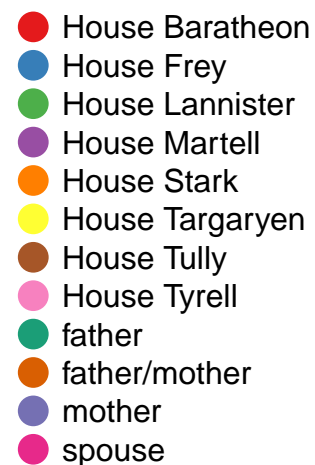 House Baratheon
House Frey
House Lannister
House Martell
House Stark
House Targaryen
House Tully
House Tyrell
father
father/mother
mother
spouse